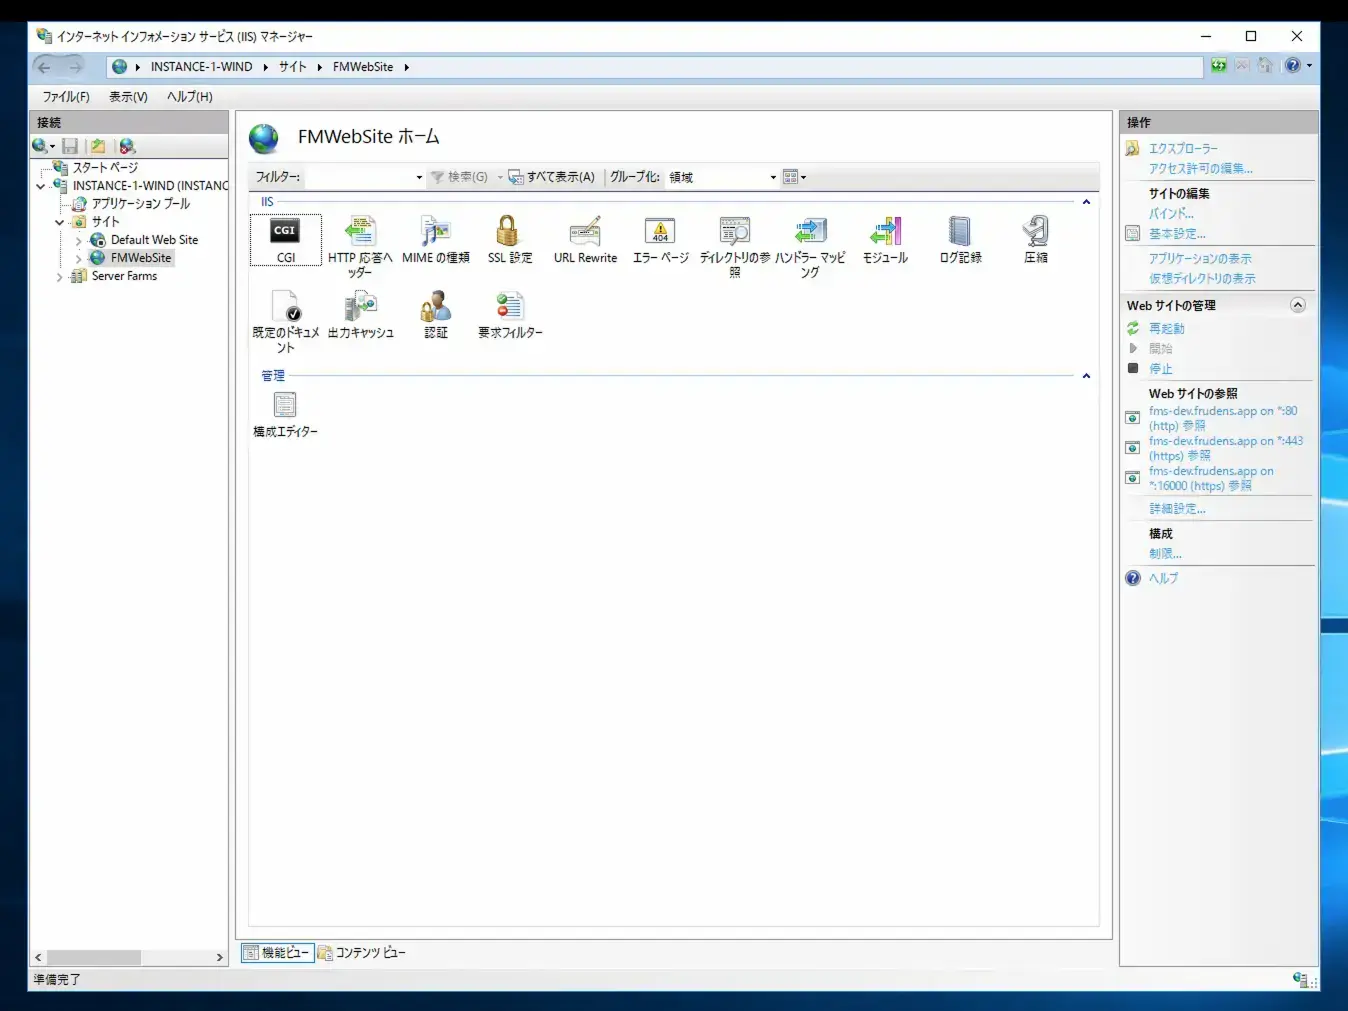 インターネット インフォメーション サービス (IIS) マネージャー
INSTANCE-1-WIND
サイト
FMWebSite
ファイル(F)
表示(V)
ヘルプ(H)
接続
スタート ページ
INSTANCE-1-WIND (INSTANC
アプリケーション プール
サイト
Default Web Site
FMWebSite
Server Farms
FMWebSite ホーム
フィルター:
検索(G)
すべて表示(A)
グループ化:
領域
IIS
CGI
CGI
HTTP 応答ヘ
ッダー
MIME の種類
SSL 設定
URL Rewrite
404
エラー ページ
ディレクトリの参
照
ハンドラー マッピ
ング
モジュール
ログ記録
圧縮
既定のドキュメ
ント
出力キャッシュ
認証
要求フィルター
管理
構成エディター
機能ビュー
コンテンツ ビュー
準備完了
操作
エクスプローラー
アクセス許可の編集...
サイトの編集
バインド...
基本設定...
アプリケーションの表示
仮想ディレクトリの表示
Web サイトの管理
再起動
開始
停止
Web サイトの参照
fms-dev.frudens.app on *:80
(http) 参照
fms-dev.frudens.app on *:443
(https) 参照
fms-dev.frudens.app on
*:16000 (https) 参照
詳細設定...
構成
制限...
ヘルプ